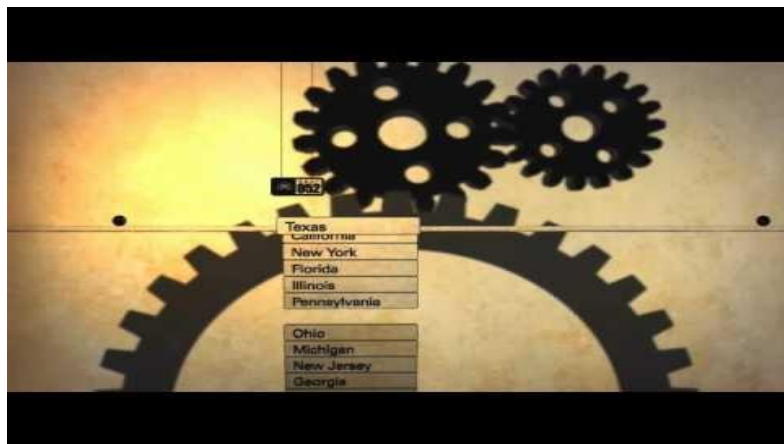 952
Texas
California
New York
Florida
Illinois
Pennsylvania
Ohio
Michigan
New Jersey
Georgia